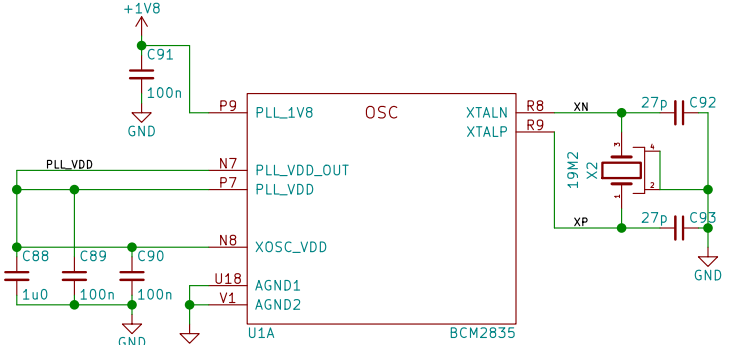 +1V8
C91
100n
GND
P9 PLL_1V8 OSC XTALN R8 XN 27p C92
XTALP R9
3 4
19M2 X2
1 2
PLL_VDD N7 PLL_VDD_OUT
P7 PLL_VDD
XP 27p C93
N8 XOSC_VDD
C88 C89 C90
1u0 100n 100n
GND
U18 AGND1
V1 AGND2
GND
U1A BCM2835